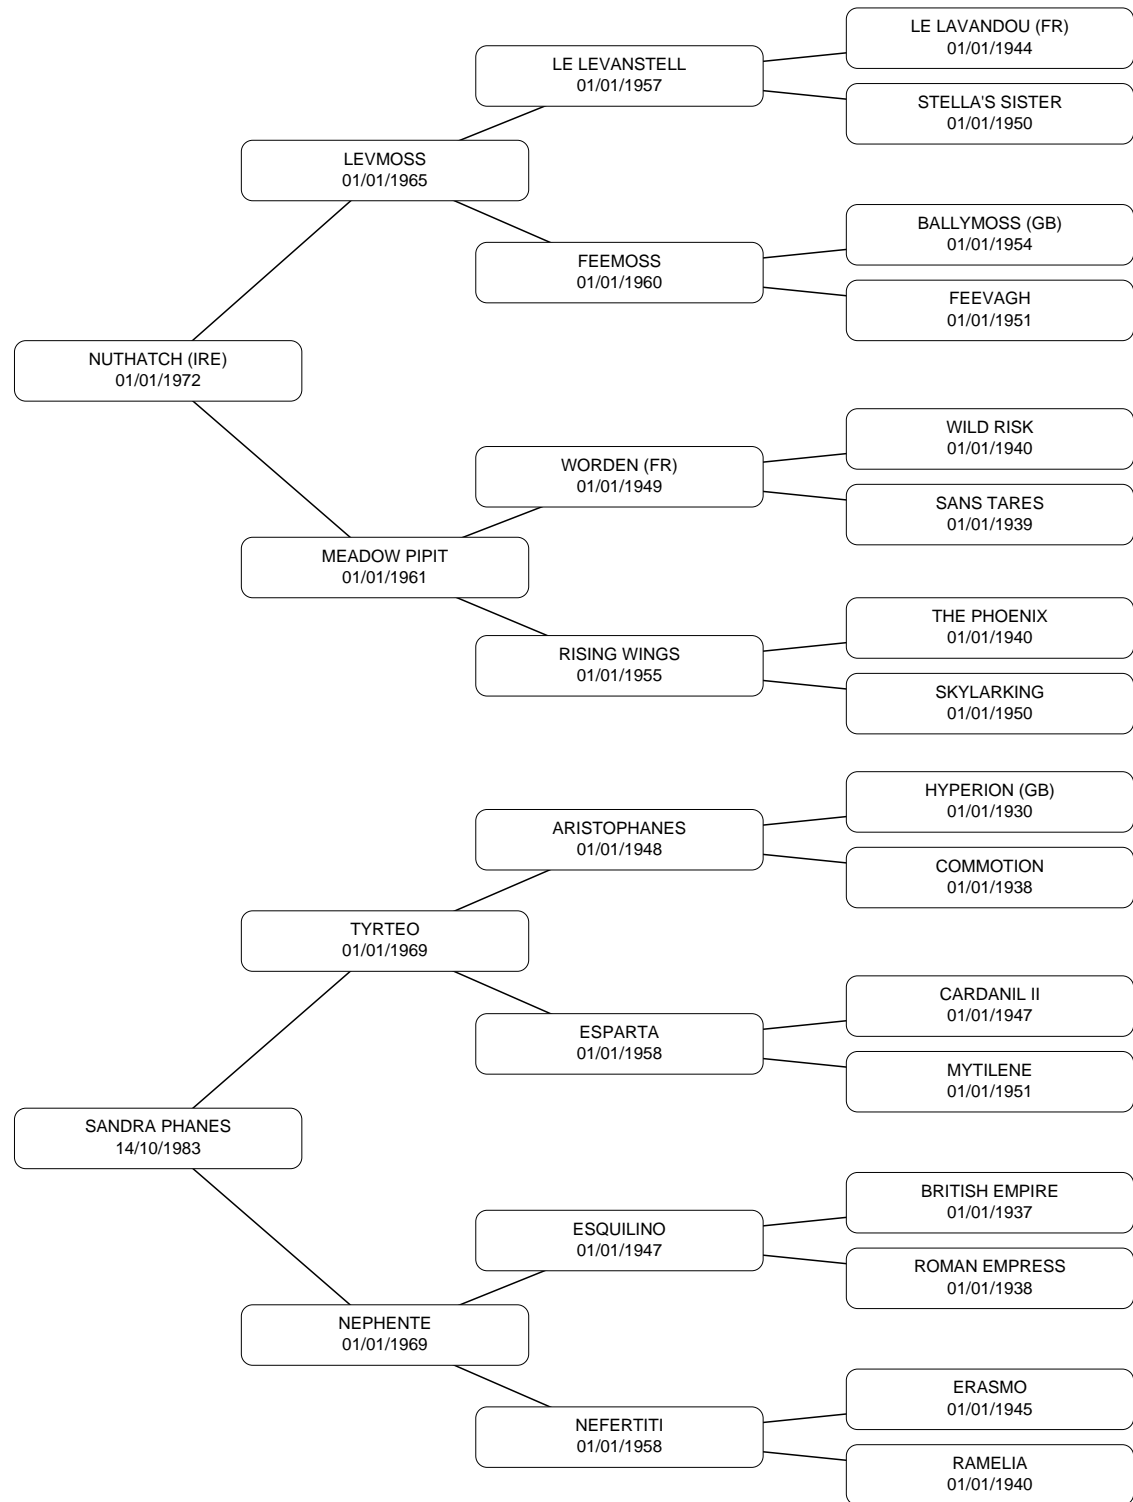 LE LAVANDOU (FR)
01/01/1944
LE LEVANSTELL
01/01/1957
STELLA'S SISTER
01/01/1950
LEVMOSS
01/01/1965
BALLYMOSS (GB)
01/01/1954
FEEMOSS
01/01/1960
FEEVAGH
01/01/1951
NUTHATCH (IRE)
01/01/1972
WILD RISK
01/01/1940
WORDEN (FR)
01/01/1949
SANS TARES
01/01/1939
MEADOW PIPIT
01/01/1961
THE PHOENIX
01/01/1940
RISING WINGS
01/01/1955
SKYLARKING
01/01/1950
HYPERION (GB)
01/01/1930
ARISTOPHANES
01/01/1948
COMMOTION
01/01/1938
TYRTEO
01/01/1969
CARDANIL II
01/01/1947
ESPARTA
01/01/1958
MYTILENE
01/01/1951
SANDRA PHANES
14/10/1983
BRITISH EMPIRE
01/01/1937
ESQUILINO
01/01/1947
ROMAN EMPRESS
01/01/1938
NEPHENTE
01/01/1969
ERASMO
01/01/1945
NEFERTITI
01/01/1958
RAMELIA
01/01/1940